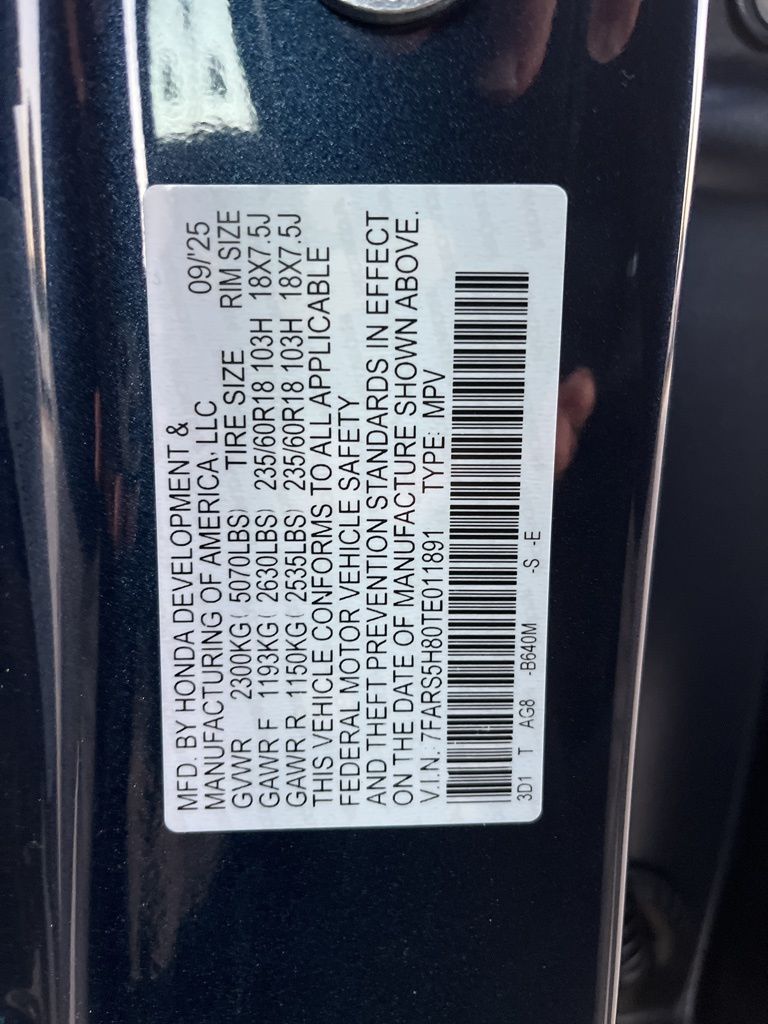 MFD. BY HONDA DEVELOPMENT &
MANUFACTURING OF AMERICA, LLC 09/'25
GVWR 2300KG( 5070LBS) TIRE SIZE RIM SIZE
GAWR F 1193KG( 2630LBS) 235/60R18 103H 18X7.5J
GAWR R 1150KG( 2535LBS) 235/60R18 103H 18X7.5J
THIS VEHICLE CONFORMS TO ALL APPLICABLE
FEDERAL MOTOR VEHICLE SAFETY
AND THEFT PREVENTION STANDARDS IN EFFECT
ON THE DATE OF MANUFACTURE SHOWN ABOVE.
V.I.N.: 7FARS5H80TE011891 TYPE: MPV
3D1 T AG8 -B640M -S -E